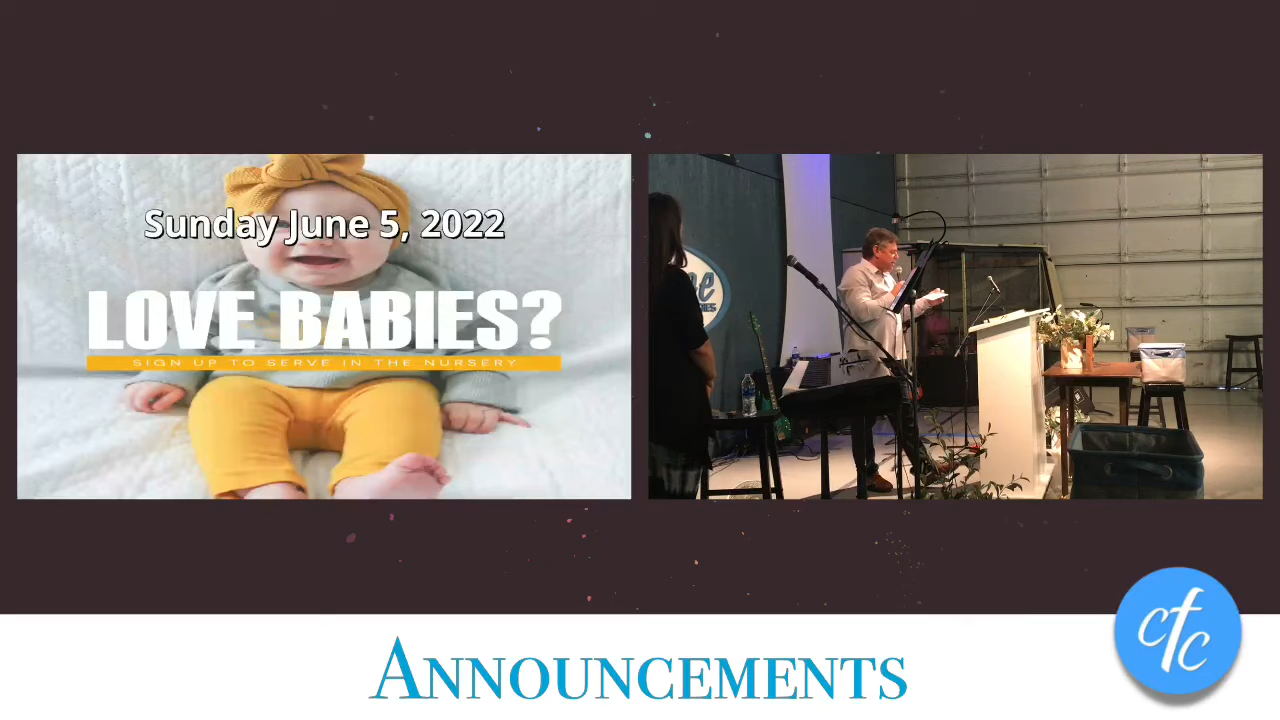 Sunday June 5, 2022
LOVE BABIES?
SIGN UP TO SERVE IN THE NURSERY
ANNOUNCEMENTS
cfc